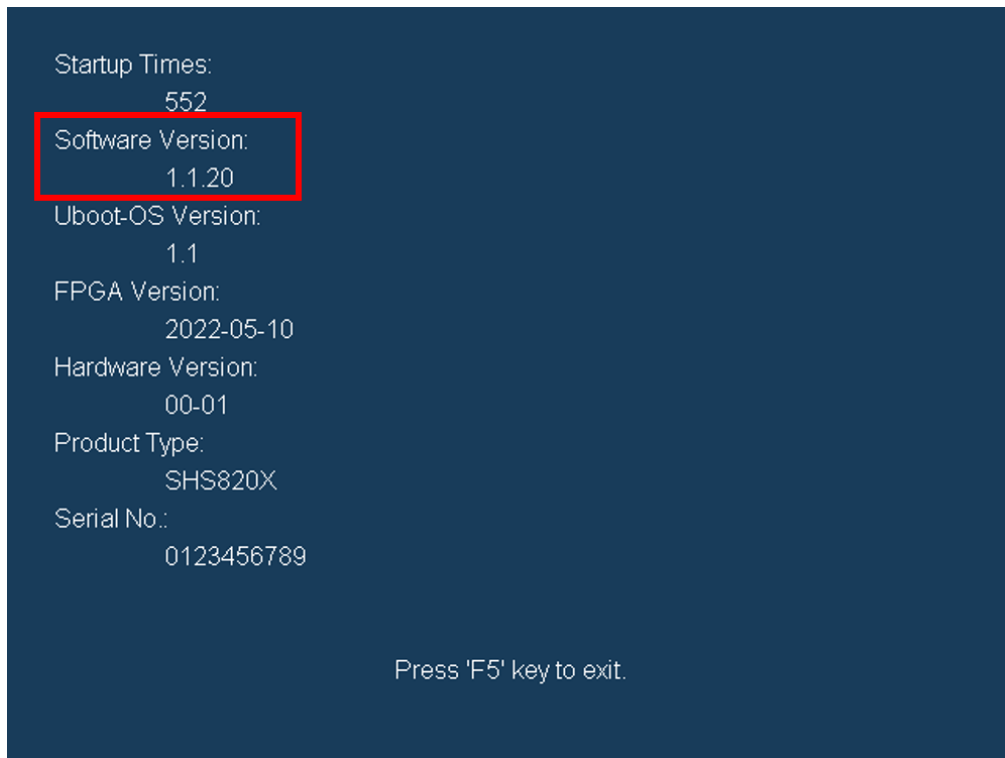 Startup Times:
552
Software Version:
1.1.20
Uboot-OS Version:
1.1
FPGA Version:
2022-05-10
Hardware Version:
00-01
Product Type:
SHS820X
Serial No.:
0123456789
Press 'F5' key to exit.